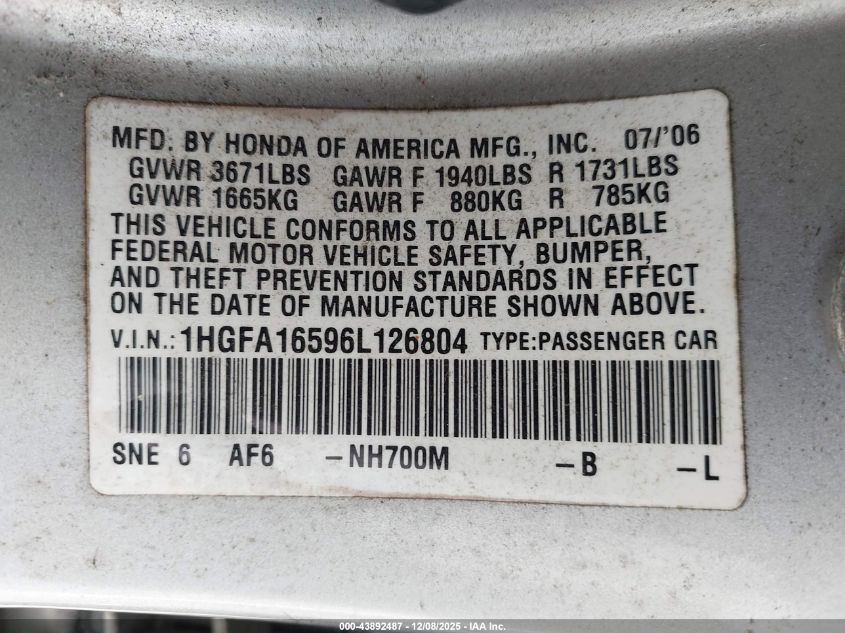 MFD. BY HONDA OF AMERICA MFG., INC. 07/'06
GVWR 3671LBS GAWR F 1940LBS R 1731LBS
GVWR 1665KG GAWR F 880KG R 785KG
THIS VEHICLE CONFORMS TO ALL APPLICABLE
FEDERAL MOTOR VEHICLE SAFETY, BUMPER,
AND THEFT PREVENTION STANDARDS IN EFFECT
ON THE DATE OF MANUFACTURE SHOWN ABOVE.
V.I.N.: 1HGFA16596L126804 TYPE:PASSENGER CAR
SNE 6 AF6 -NH700M -B -L
000-43892487 - 12/08/2025 - IAA Inc.